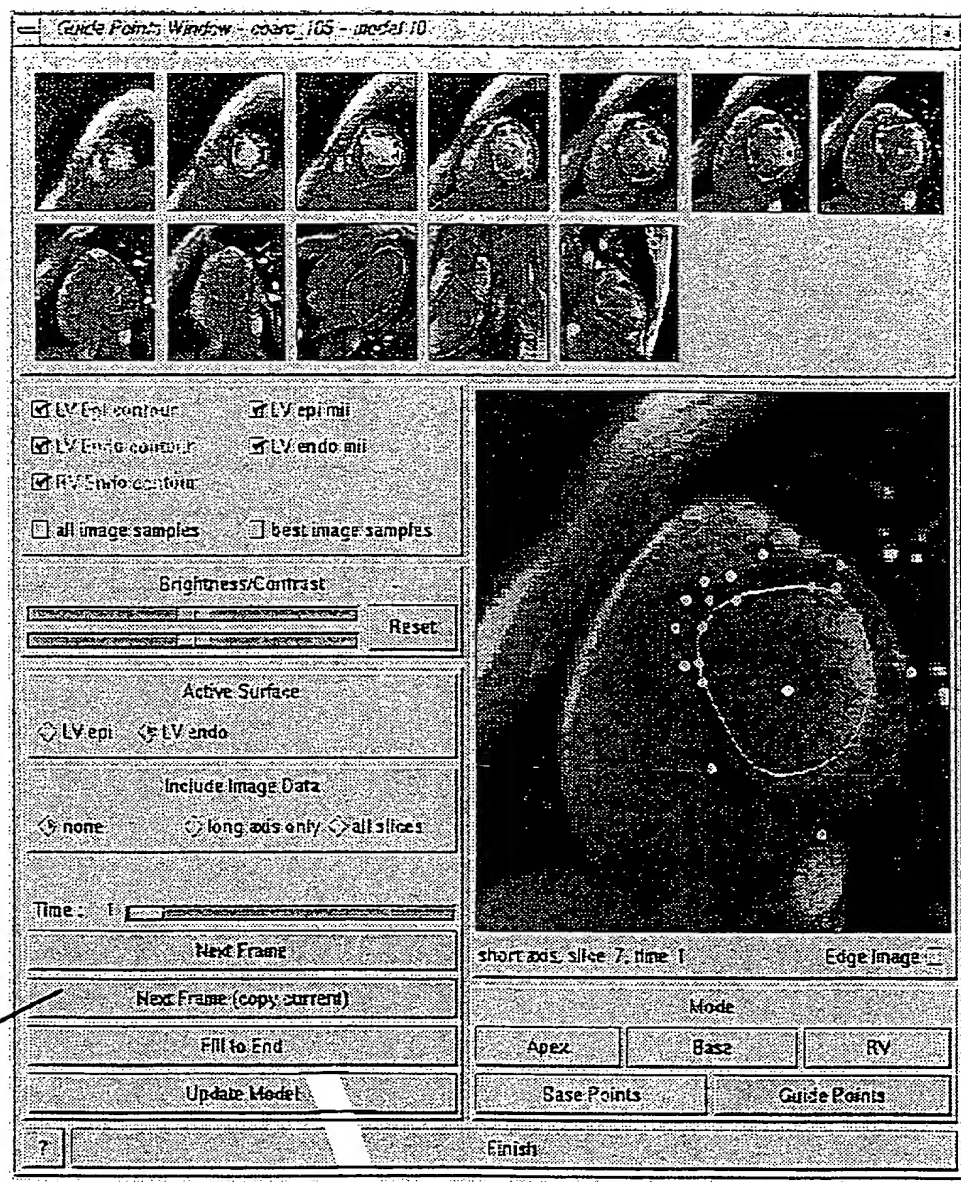 Guide Points Window - coarc_105 - model 10
LV Epi contour LV epi mii
LV Endo contour LV endo mii
RV Endo contour
all image samples best image samples
Brightness/Contrast
Reset
Active Surface
LV epi LV endo
Include Image Data
none long axis only all slices
Time : 1
Next Frame
Next Frame (copy current)
Fill to End
Update Model
short axis, slice 7, time 1 Edge Image
Mode
Apex Base RV
Base Points Guide Points
? Finish